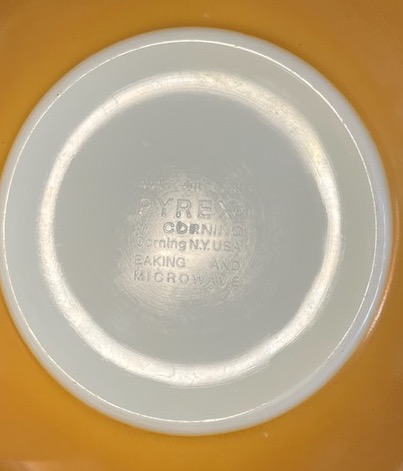 PYREX
CORNING
Corning N.Y. USA
BAKING AND
MICROWAVE